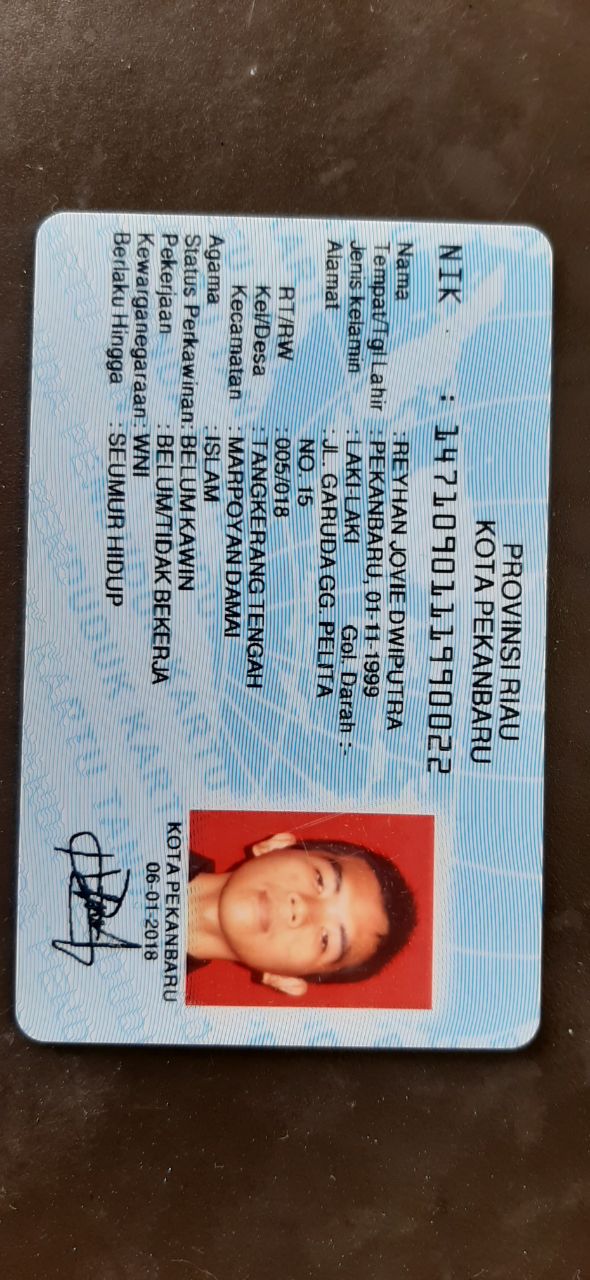 PROVINSI RIAU
KOTA PEKANBARU
NIK : 1471090111990022
Nama : REYHAN JOVIE DWIPUTRA
Tempat/Tgl Lahir : PEKANBARU, 01-11-1999
Jenis kelamin : LAKI-LAKI Gol. Darah :-
Alamat : JL. GARUDA GG. PELITA
NO. 15
RT/RW : 005/018
Kel/Desa : TANGKERANG TENGAH
Kecamatan : MARPOYAN DAMAI
Agama : ISLAM
Status Perkawinan: BELUM KAWIN
Pekerjaan : BELUM/TIDAK BEKERJA
Kewarganegaraan: WNI
Berlaku Hingga : SEUMUR HIDUP
KOTA PEKANBARU
06-01-2018